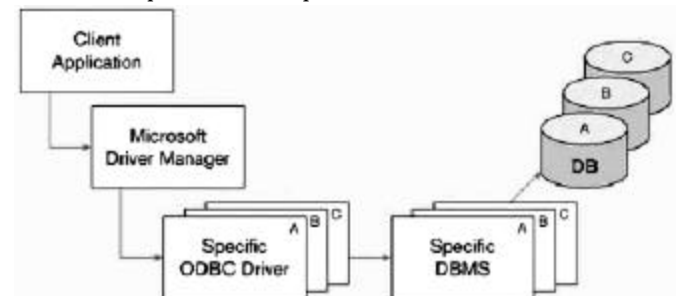 Client
Application
Microsoft
Driver Manager
A
B
C
Specific
ODBC Driver
A
B
C
Specific
DBMS
C
B
A
DB